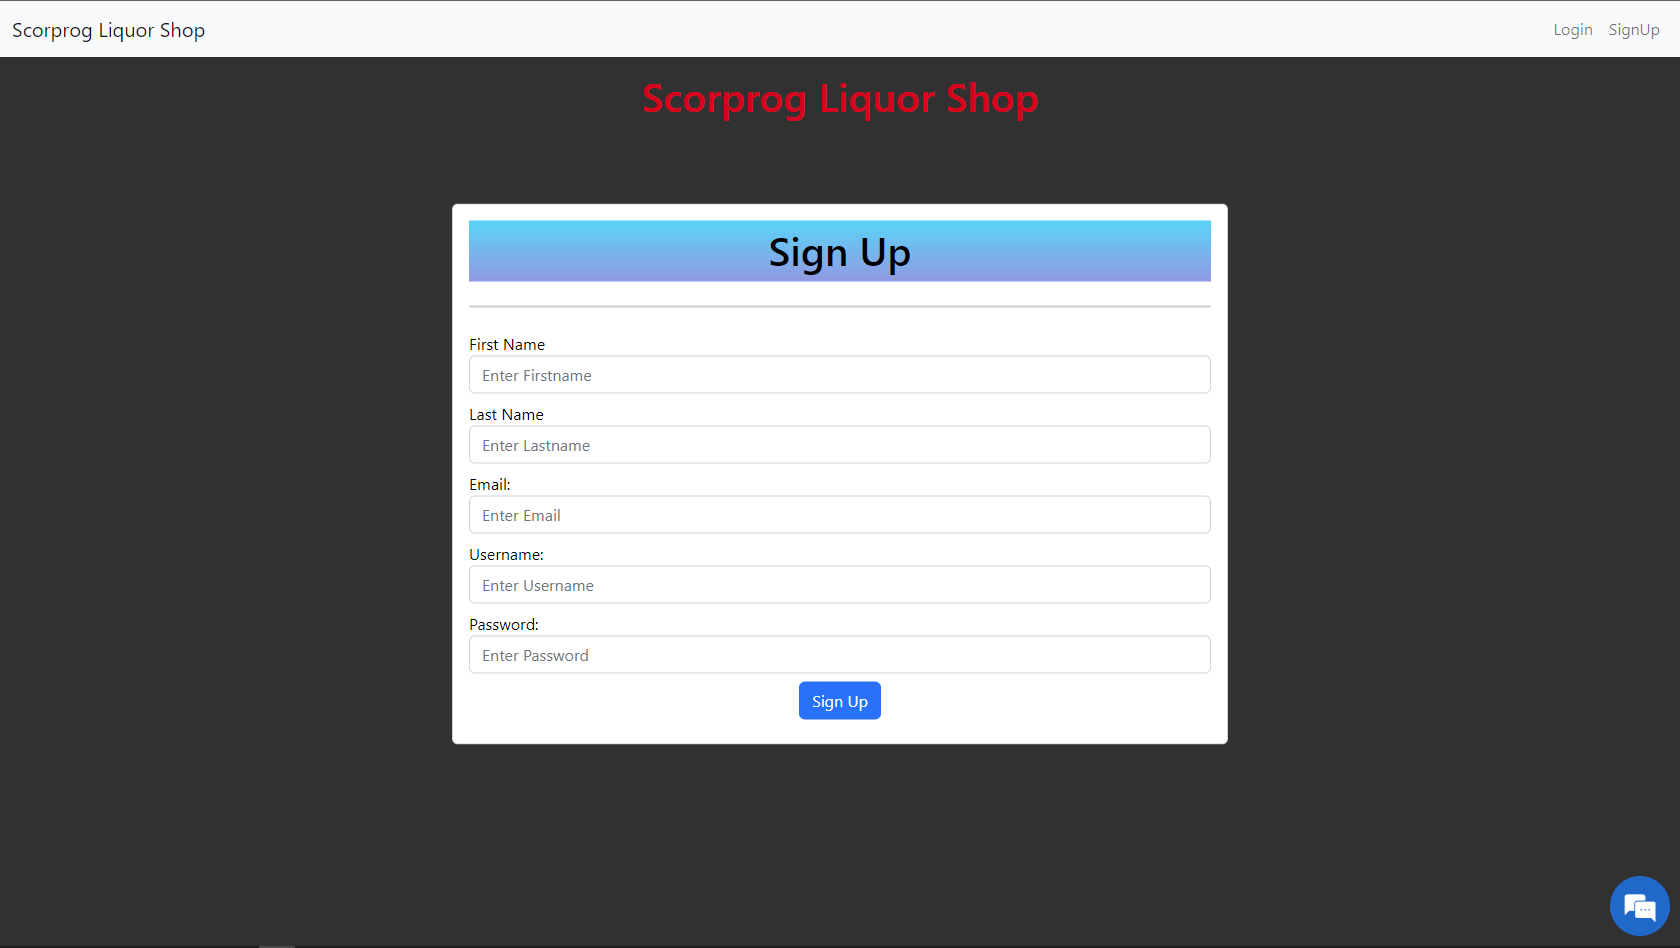 Scorprog Liquor Shop
Login SignUp
Scorprog Liquor Shop
Sign Up
First Name
Enter Firstname
Last Name
Enter Lastname
Email:
Enter Email
Username:
Enter Username
Password:
Enter Password
Sign Up